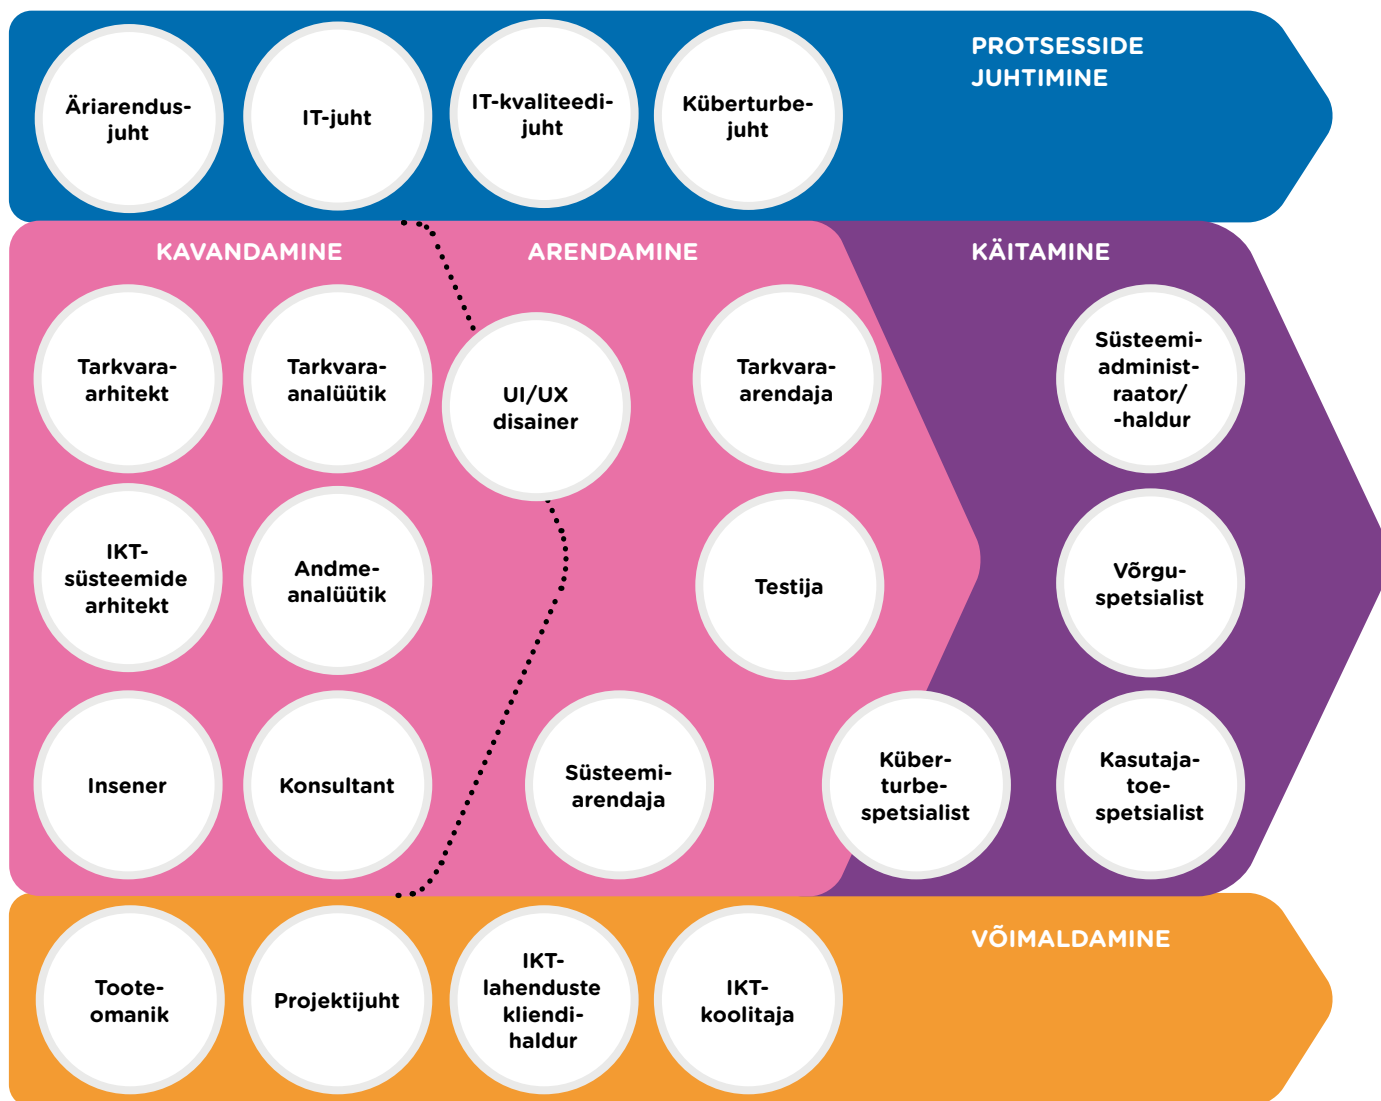 PROTSESSIDE
JUHTIMINE
Äriarendus-
juht
IT-juht
IT-kvaliteedi-
juht
Küberturbe-
juht
KAVANDAMINE
ARENDAMINE
KÄITAMINE
Tarkvara-
arhitekt
Tarkvara-
analüütik
UI/UX
disainer
Tarkvara-
arendaja
Süsteemi-
administ-
raator/
-haldur
IKT-
süsteemide
arhitekt
Andme-
analüütik
Testija
Võrgu-
spetsialist
Insener
Konsultant
Süsteemi-
arendaja
Küber-
turbe-
spetsialist
Kasutaja-
toe-
spetsialist
VÕIMALDAMINE
Toote-
omanik
Projektijuht
IKT-
lahenduste
kliendi-
haldur
IKT-
koolitaja